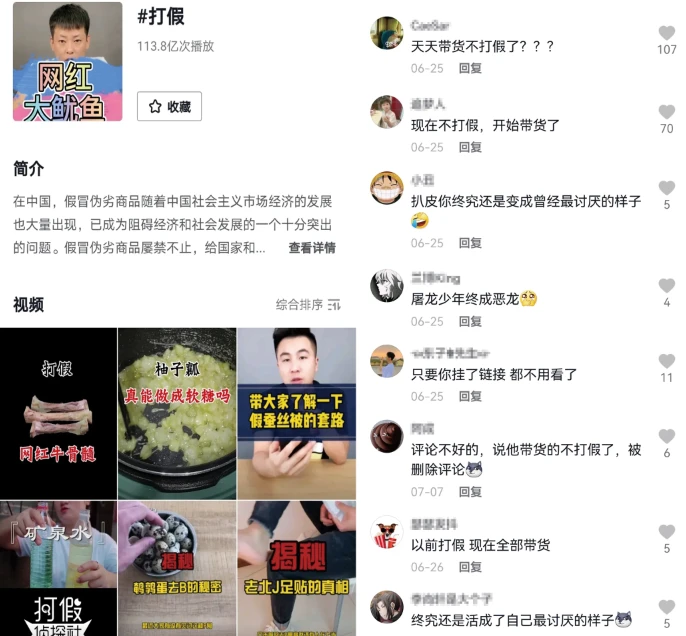 #打假
113.8亿次播放
网红
大鱿鱼
收藏
简介
在中国，假冒伪劣商品随着中国社会主义市场经济的发展
也大量出现，已成为阻碍经济和社会发展的一个十分突出
的问题。假冒伪劣商品屡禁不止，给国家和... 查看详情
视频
综合排序
打假
网红牛骨髓
柚子瓤
真能做成软糖吗
带大家了解一下
假蚕丝被的套路
『矿泉水』
打假
侦探社
揭秘
鹌鹑蛋去B的秘密
揭秘
老北J足贴的真相
天天带货不打假了？？？
107
06-25 回复
追梦人
现在不打假，开始带货了
70
06-25 回复
小丑
扒皮你终究还是变成曾经最讨厌的样子
5
06-25 回复
屠龙少年终成恶龙
4
06-25 回复
只要你挂了链接 都不用看了
11
06-25 回复
评论不好的，说他带货的不打假了，被
删除评论
6
07-07 回复
以前打假 现在全部带货
5
06-26 回复
终究还是活成了自己最讨厌的样子
5